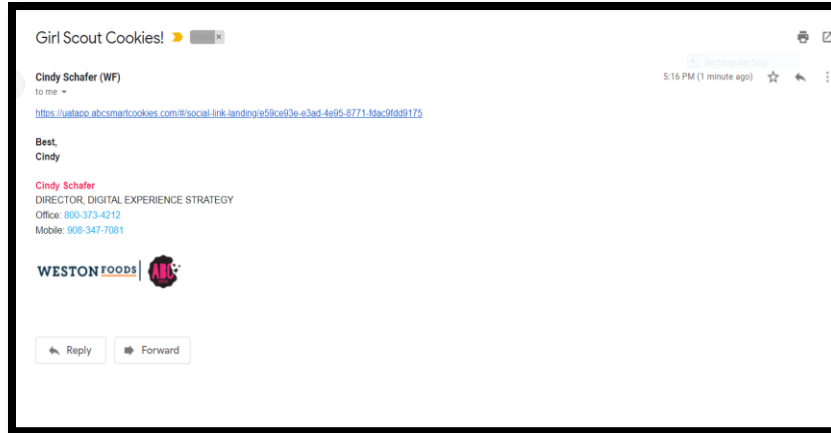 Girl Scout Cookies!
Rectangular Snip
Cindy Schafer (WF)
5:16 PM (1 minute ago)
to me
https://uatapp.abcsmartcookies.com/#/social-link-landing/e59ce93e-e3ad-4e95-8771-fdac9fdd9175
Best,
Cindy
Cindy Schafer
DIRECTOR, DIGITAL EXPERIENCE STRATEGY
Office: 800-373-4212
Mobile: 908-347-7081
WESTON FOODS ABC
Reply Forward